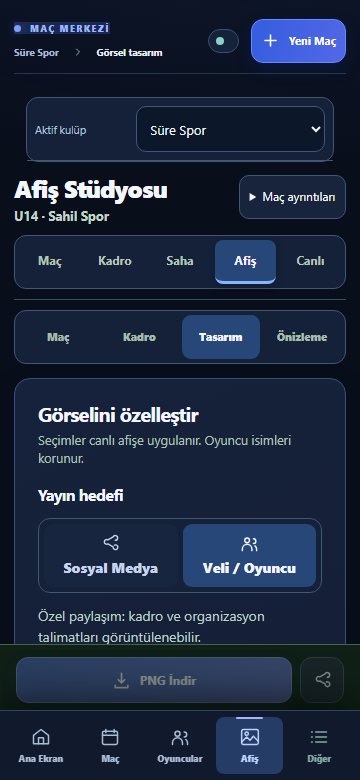 MAÇ MERKEZİ
Süre Spor > Görsel tasarım
+ Yeni Maç
Aktif kulüp
Süre Spor
Afiş Stüdyosu
U14 · Sahil Spor
Maç ayrıntıları
Maç Kadro Saha Afiş Canlı
Maç Kadro Tasarım Önizleme
Görselini özelleştir
Seçimler canlı afişe uygulanır. Oyuncu isimleri
korunur.
Yayın hedefi
Sosyal Medya Veli / Oyuncu
Özel paylaşım: kadro ve organizasyon
talimatları görüntülenebilir.
PNG İndir
Ana Ekran Maç Oyuncular Afiş Diğer